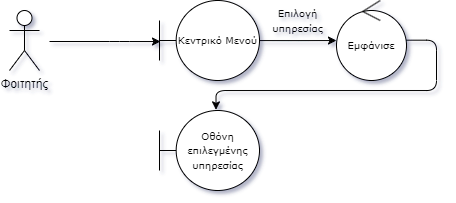 Επιλογή
υπηρεσίας
Κεντρικό Μενού
Εμφάνισε
Φοιτητής
Οθόνη
επιλεγμένης
υπηρεσίας